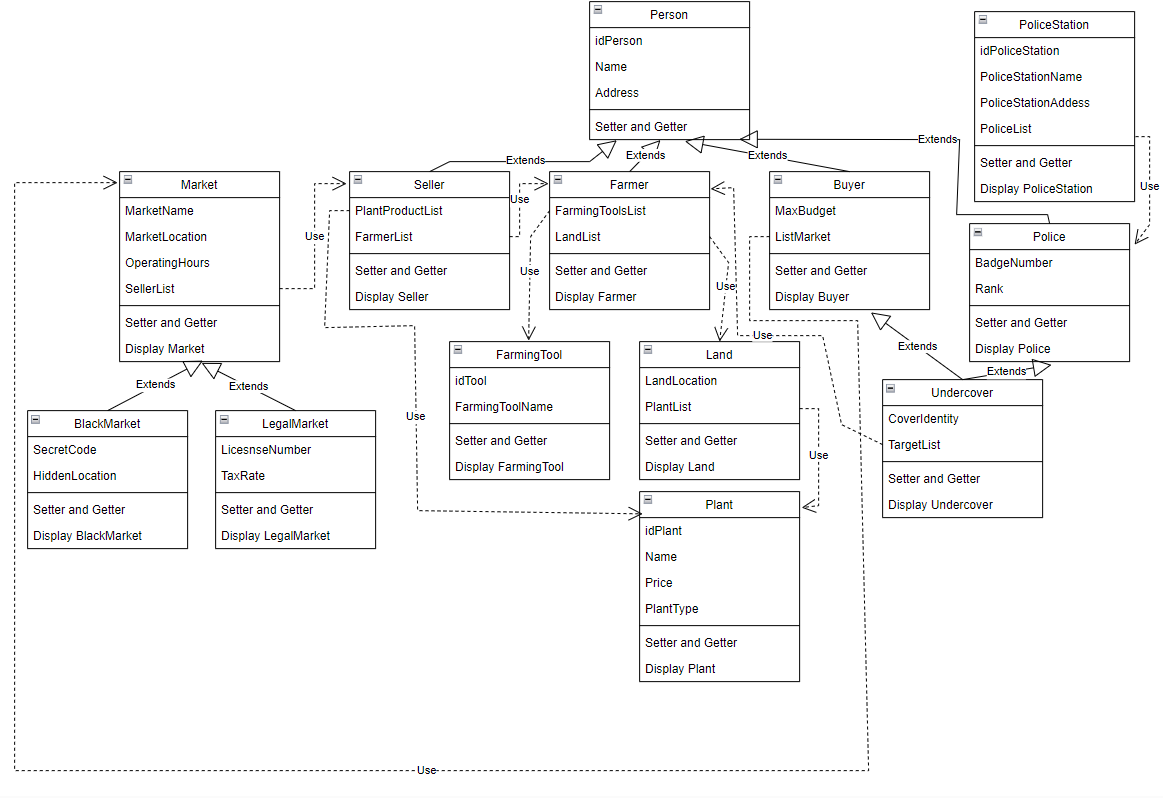 Person
idPerson
Name
Address
Setter and Getter
PoliceStation
idPoliceStation
PoliceStationName
PoliceStationAddess
PoliceList
Setter and Getter
Display PoliceStation
Extends
Extends
Extends
Extends
Use
Market
MarketName
MarketLocation
OperatingHours
SellerList
Setter and Getter
Display Market
Use
Seller
PlantProductList
FarmerList
Setter and Getter
Display Seller
Use
Farmer
FarmingToolsList
LandList
Setter and Getter
Display Farmer
Use
Use
Buyer
MaxBudget
ListMarket
Setter and Getter
Display Buyer
Police
BadgeNumber
Rank
Setter and Getter
Display Police
Use
Extends
Extends
Extends
Extends
FarmingTool
idTool
FarmingToolName
Setter and Getter
Display FarmingTool
Land
LandLocation
PlantList
Setter and Getter
Display Land
Undercover
CoverIdentity
TargetList
Setter and Getter
Display Undercover
BlackMarket
SecretCode
HiddenLocation
Setter and Getter
Display BlackMarket
LegalMarket
LicesnseNumber
TaxRate
Setter and Getter
Display LegalMarket
Use
Use
Plant
idPlant
Name
Price
PlantType
Setter and Getter
Display Plant
Use